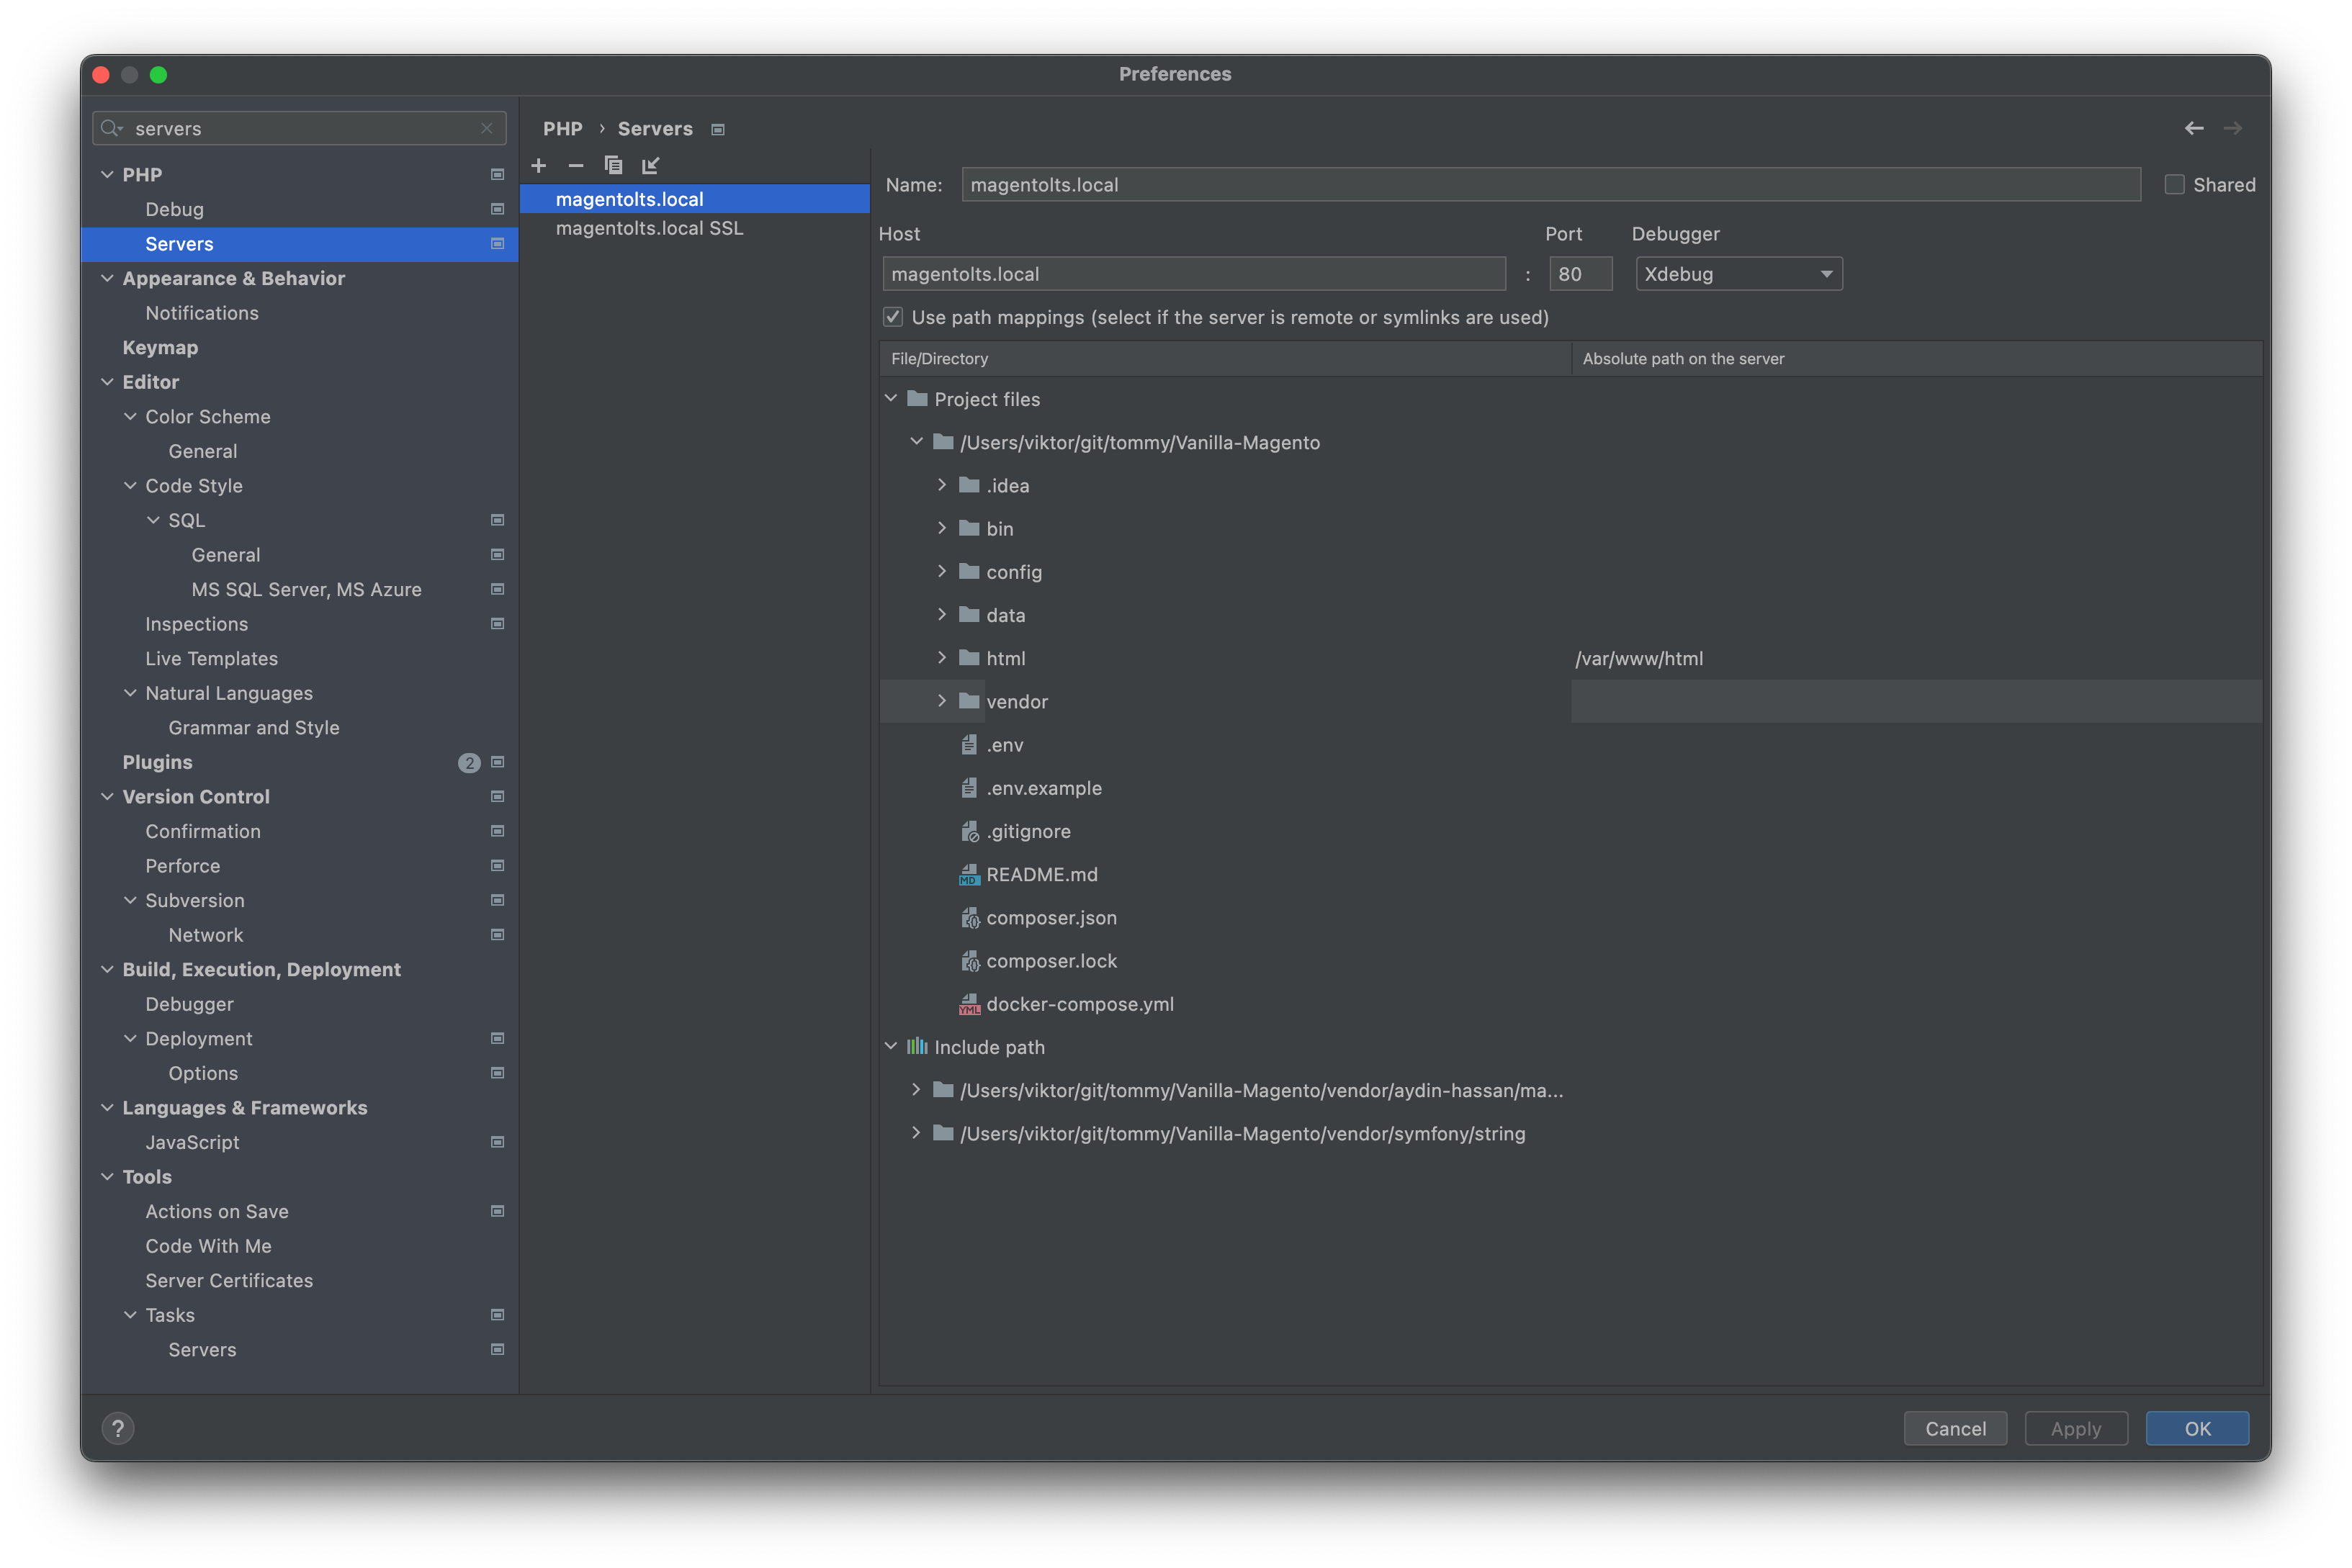 Preferences
servers
PHP
Debug
Servers
Appearance & Behavior
Notifications
Keymap
Editor
Color Scheme
General
Code Style
SQL
General
MS SQL Server, MS Azure
Inspections
Live Templates
Natural Languages
Grammar and Style
Plugins 2
Version Control
Confirmation
Perforce
Subversion
Network
Build, Execution, Deployment
Debugger
Deployment
Options
Languages & Frameworks
JavaScript
Tools
Actions on Save
Code With Me
Server Certificates
Tasks
Servers
PHP › Servers
magentolts.local
magentolts.local SSL
Name: magentolts.local Shared
Host Port Debugger
magentolts.local : 80 Xdebug
Use path mappings (select if the server is remote or symlinks are used)
File/Directory Absolute path on the server
Project files
/Users/viktor/git/tommy/Vanilla-Magento
.idea
bin
config
data
html /var/www/html
vendor
.env
.env.example
.gitignore
MD README.md
composer.json
composer.lock
YML docker-compose.yml
Include path
/Users/viktor/git/tommy/Vanilla-Magento/vendor/aydin-hassan/ma...
/Users/viktor/git/tommy/Vanilla-Magento/vendor/symfony/string
? Cancel Apply OK